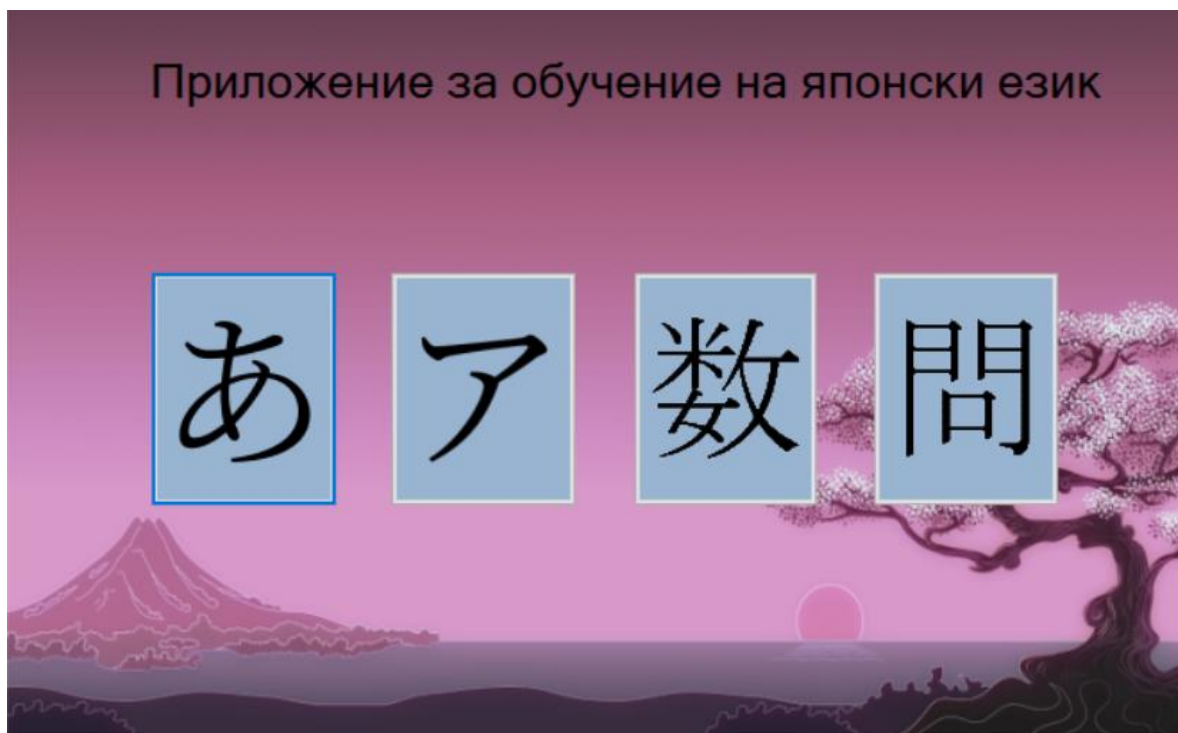 Приложение за обучение на японски език
あ ア 数 問